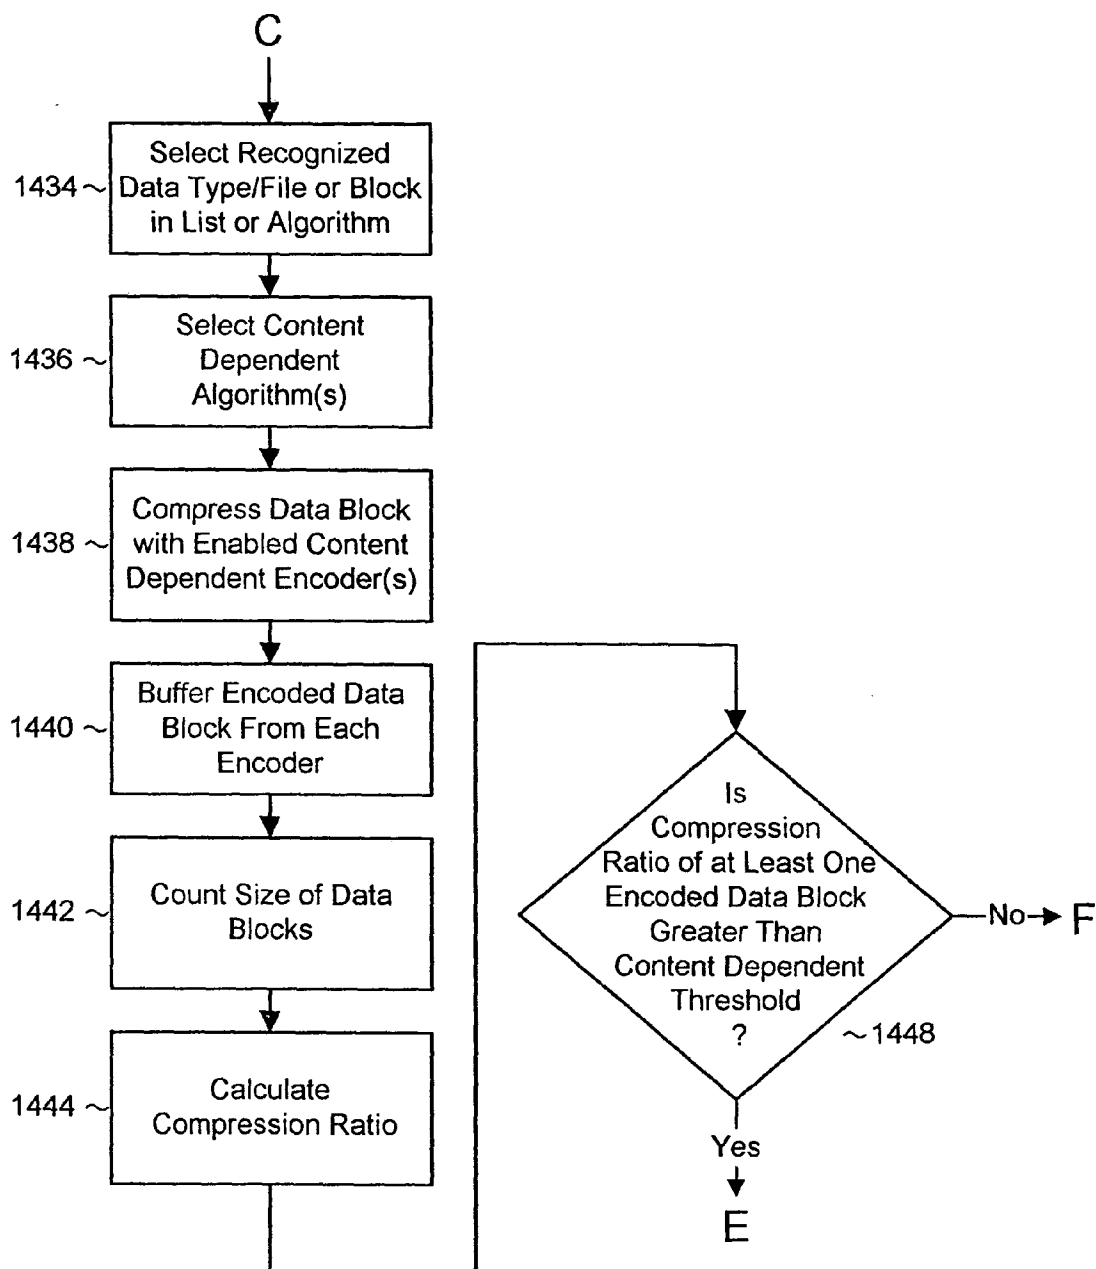 C
1434
Select Recognized
Data Type/File or Block
in List or Algorithm
1436
Select Content
Dependent
Algorithm(s)
1438
Compress Data Block
with Enabled Content
Dependent Encoder(s)
1440
Buffer Encoded Data
Block From Each
Encoder
1442
Count Size of Data
Blocks
1444
Calculate
Compression Ratio
Is
Compression
Ratio of at Least One
Encoded Data Block
Greater Than
Content Dependent
Threshold
?
1448
No
F
Yes
E